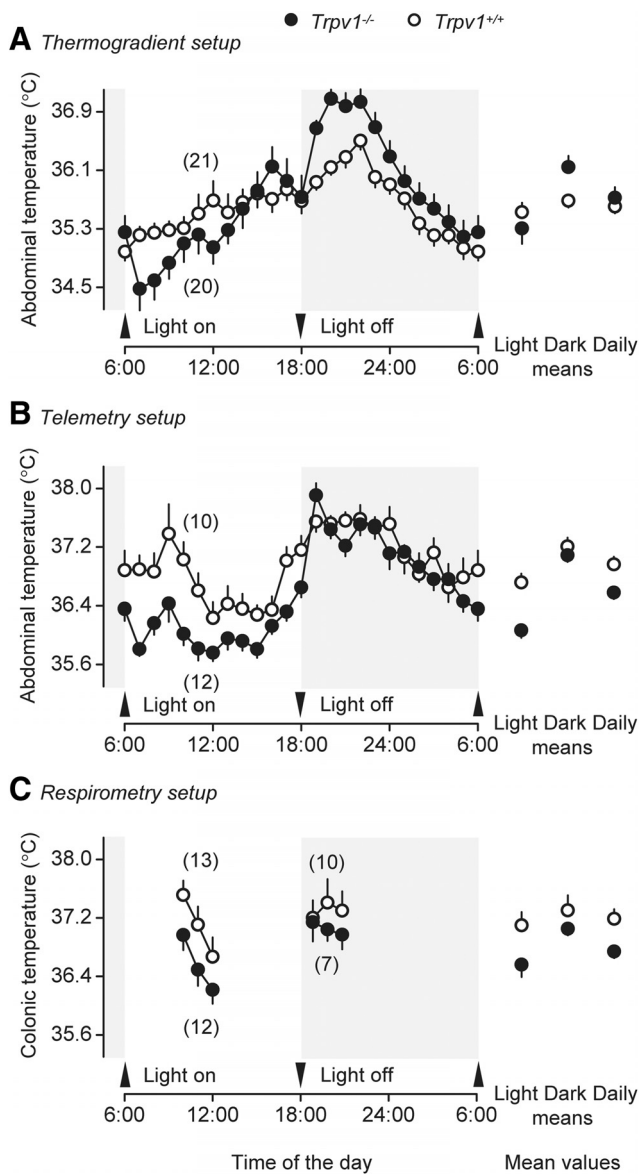 Trpv1-/- Trpv1+/+
A Thermogradient setup
Abdominal temperature (°C)
36.9
36.1
35.3
34.5
(21)
(20)
Light on Light off
6:00 12:00 18:00 24:00 6:00
Light Dark Daily
means
B Telemetry setup
Abdominal temperature (°C)
38.0
37.2
36.4
35.6
(10)
(12)
Light on Light off
6:00 12:00 18:00 24:00 6:00
Light Dark Daily
means
C Respirometry setup
Colonic temperature (°C)
38.0
37.2
36.4
35.6
(13)
(10)
(7)
(12)
Light on Light off
6:00 12:00 18:00 24:00 6:00
Light Dark Daily
means
Time of the day Mean values